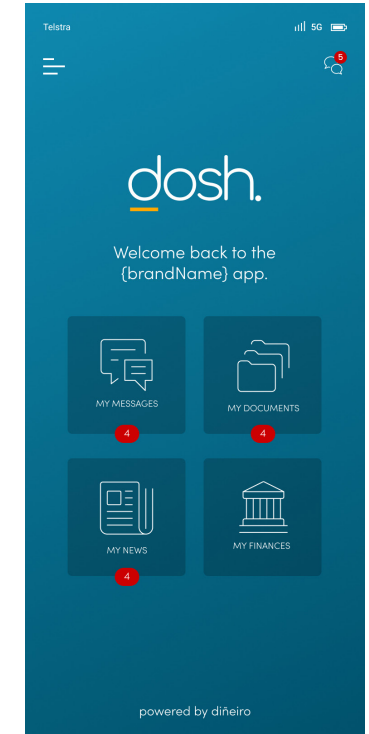 Telstra
5G
5
dosh.
Welcome back to the
{brandName} app.
MY MESSAGES
4
MY DOCUMENTS
4
MY NEWS
4
MY FINANCES
powered by diñeiro